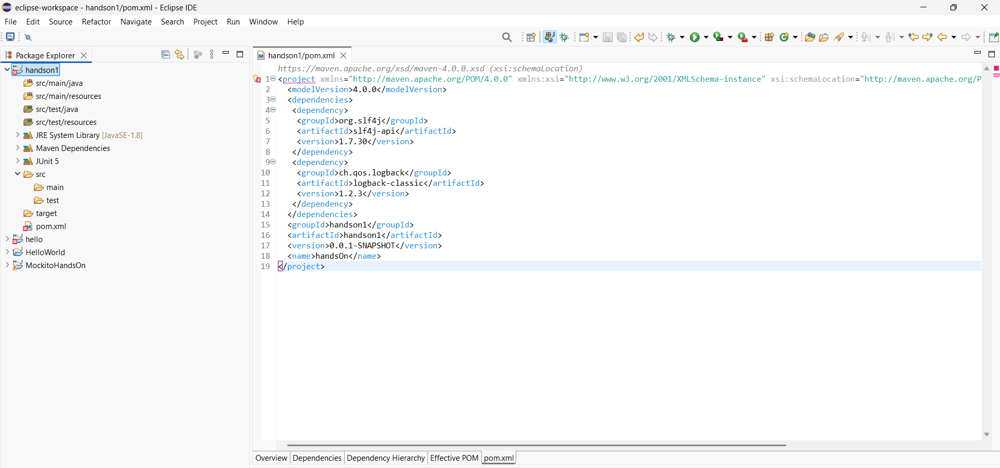 eclipse-workspace - handson1/pom.xml - Eclipse IDE
File Edit Source Refactor Navigate Search Project Run Window Help
Package Explorer
handson1
src/main/java
src/main/resources
src/test/java
src/test/resources
JRE System Library [JavaSE-1.8]
Maven Dependencies
JUnit 5
src
main
test
target
pom.xml
hello
HelloWorld
MockitoHandsOn
handson1/pom.xml
https://maven.apache.org/xsd/maven-4.0.0.xsd (xsi:schemaLocation)
1 <project xmlns="http://maven.apache.org/POM/4.0.0" xmlns:xsi="http://www.w3.org/2001/XMLSchema-instance" xsi:schemaLocation="http://maven.apache.org/P
2 <modelVersion>4.0.0</modelVersion>
3 <dependencies>
4 <dependency>
5 <groupId>org.slf4j</groupId>
6 <artifactId>slf4j-api</artifactId>
7 <version>1.7.30</version>
8 </dependency>
9 <dependency>
10 <groupId>ch.qos.logback</groupId>
11 <artifactId>logback-classic</artifactId>
12 <version>1.2.3</version>
13 </dependency>
14 </dependencies>
15 <groupId>handson1</groupId>
16 <artifactId>handson1</artifactId>
17 <version>0.0.1-SNAPSHOT</version>
18 <name>handsOn</name>
19 </project>
Overview Dependencies Dependency Hierarchy Effective POM pom.xml